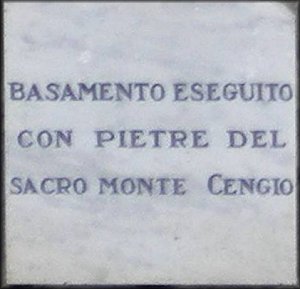 BASAMENTO ESEGUITO
CON PIETRE DEL
SACRO MONTE CENGIO